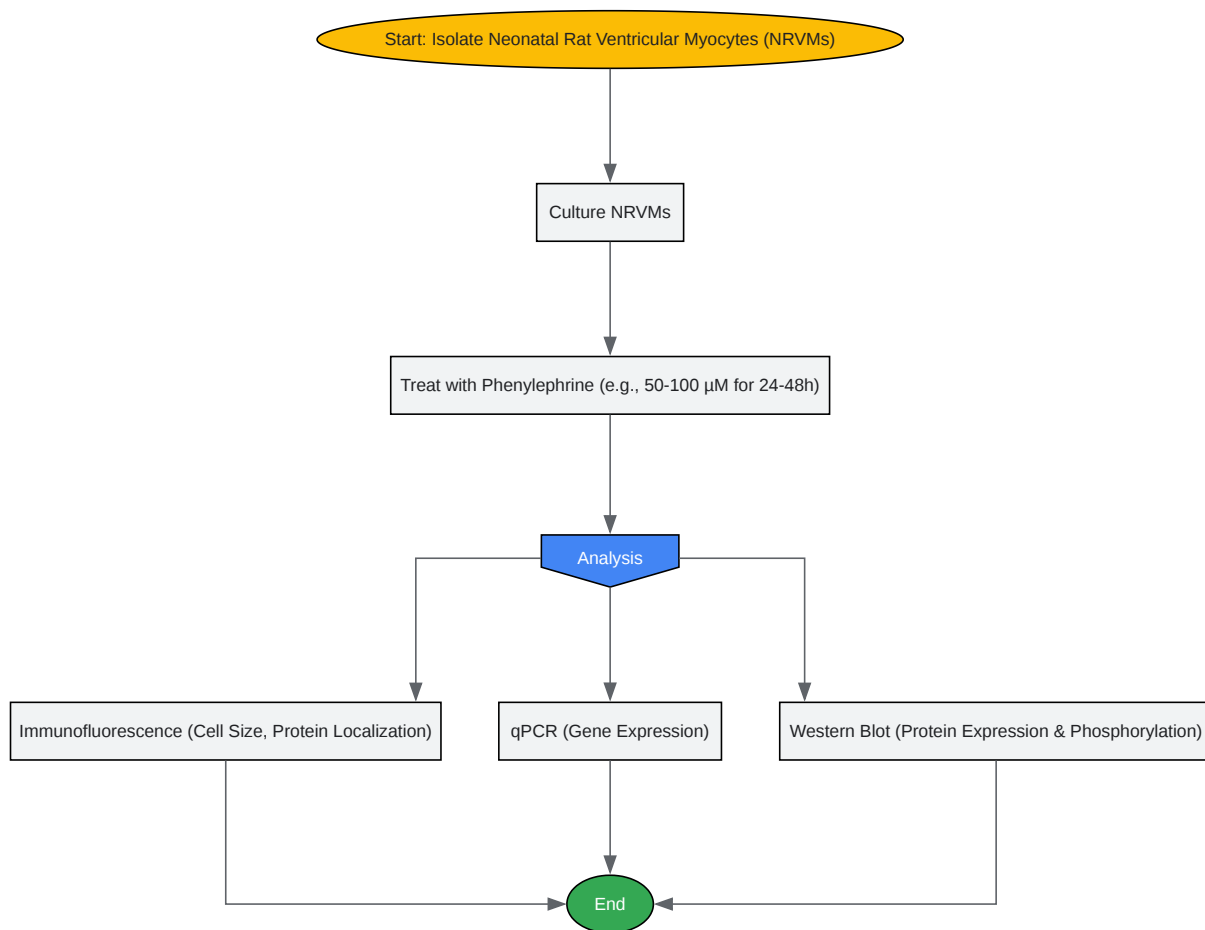 Start: Isolate Neonatal Rat Ventricular Myocytes (NRVMs)
Culture NRVMs
Treat with Phenylephrine (e.g., 50-100 µM for 24-48h)
Analysis
Immunofluorescence (Cell Size, Protein Localization)
qPCR (Gene Expression)
Western Blot (Protein Expression & Phosphorylation)
End